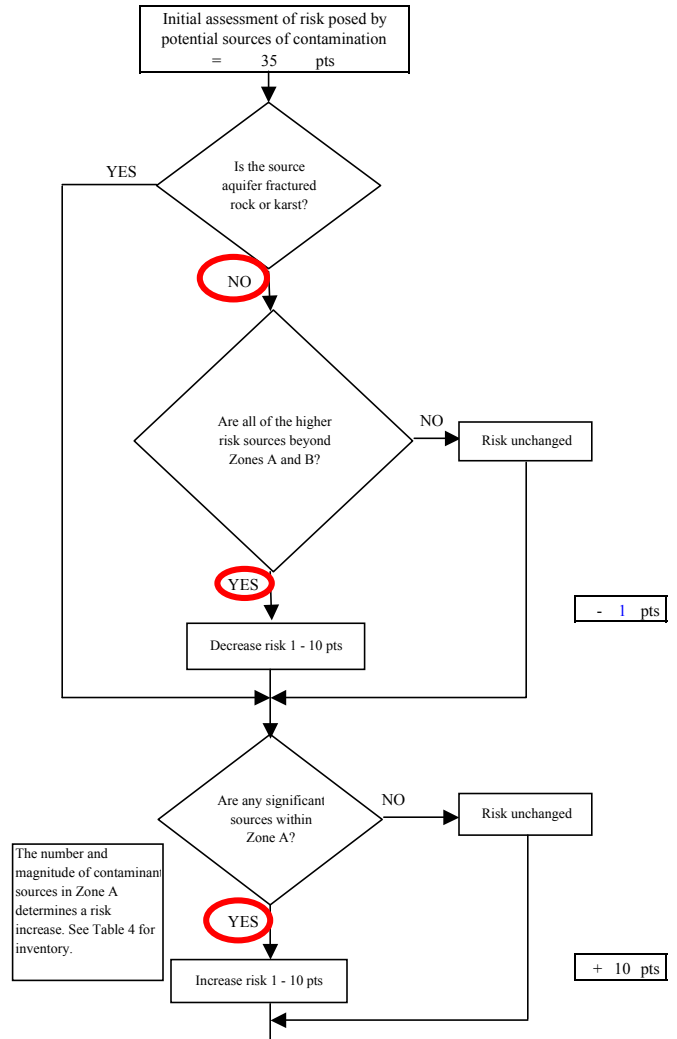 Initial assessment of risk posed by
potential sources of contamination
= 35 pts
YES
Is the source
aquifer fractured
rock or karst?
NO
Are all of the higher
risk sources beyond
Zones A and B?
NO
Risk unchanged
YES
- 1 pts
Decrease risk 1 - 10 pts
Are any significant
sources within
Zone A?
NO
Risk unchanged
The number and
magnitude of contaminant
sources in Zone A
determines a risk
increase. See Table 4 for
inventory.
YES
+ 10 pts
Increase risk 1 - 10 pts